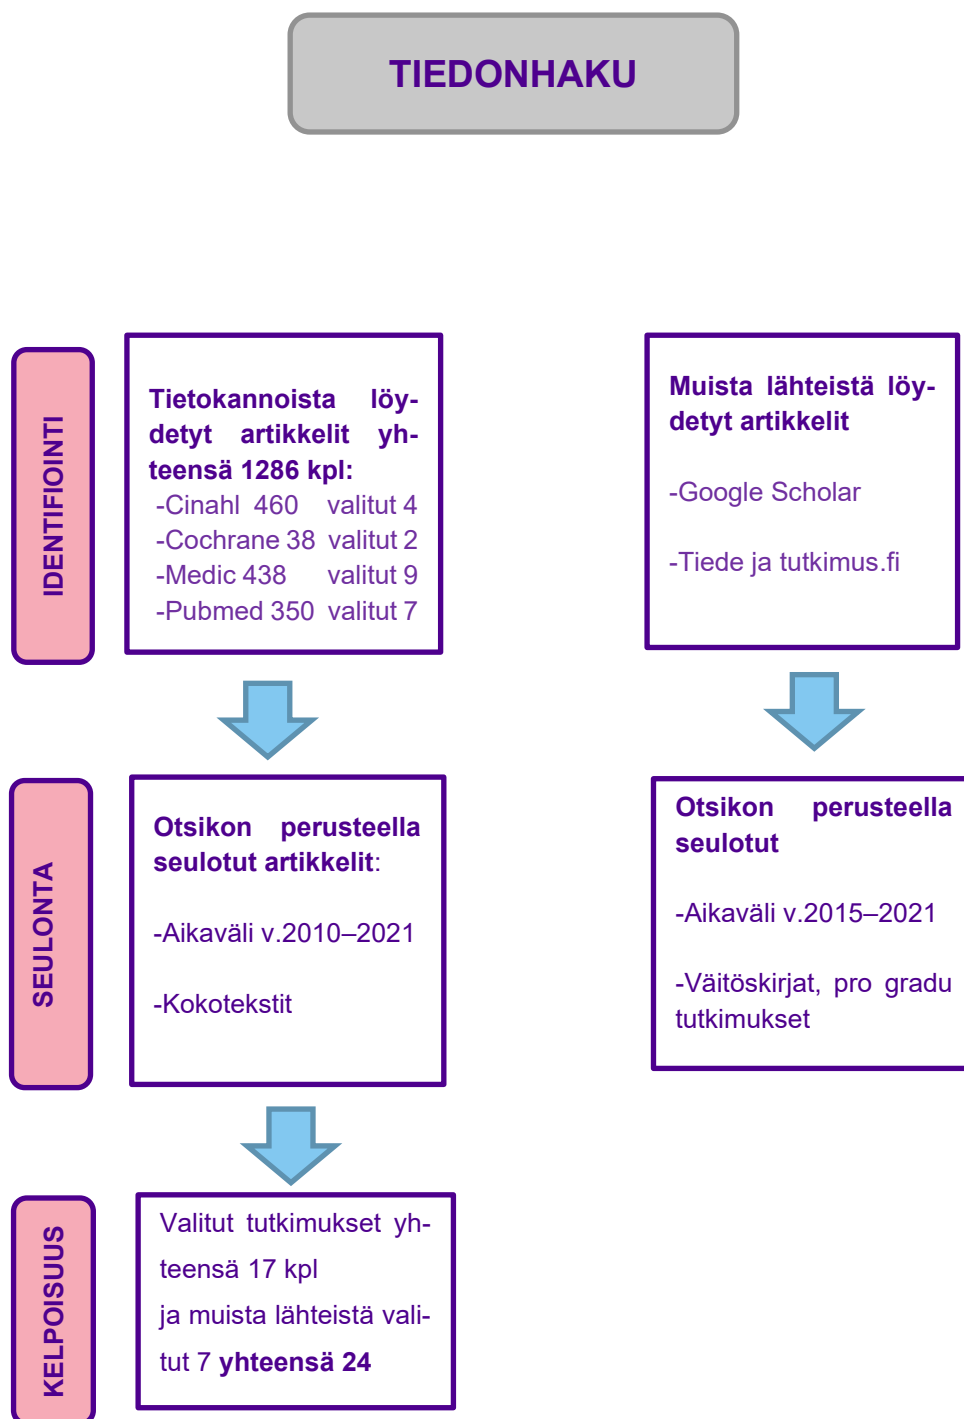 TIEDONHAKU
IDENTIFIOINTI
Tietokannoista löy-
detyt artikkelit yh-
teensä 1286 kpl:
-Cinahl 460 valitut 4
-Cochrane 38 valitut 2
-Medic 438 valitut 9
-Pubmed 350 valitut 7
Muista lähteistä löy-
detyt artikkelit
-Google Scholar
-Tiede ja tutkimus.fi
SEULONTA
Otsikon perusteella
seulotut artikkelit:
-Aikaväli v.2010–2021
-Kokotekstit
Otsikon perusteella
seulotut
-Aikaväli v.2015–2021
-Väitöskirjat, pro gradu
tutkimukset
KELPOISUUS
Valitut tutkimukset yh-
teensä 17 kpl
ja muista lähteistä vali-
tut 7 yhteensä 24